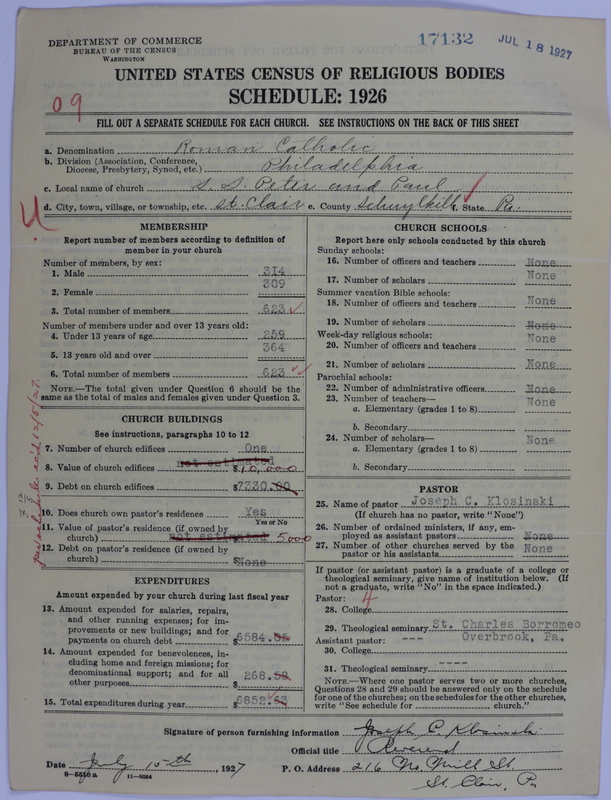 DEPARTMENT OF COMMERCE
BUREAU OF THE CENSUS
WASHINGTON
17132
JUL 18 1927
UNITED STATES CENSUS OF RELIGIOUS BODIES
SCHEDULE: 1926
09
FILL OUT A SEPARATE SCHEDULE FOR EACH CHURCH. SEE INSTRUCTIONS ON THE BACK OF THIS SHEET
a. Denomination Roman Catholic
b. Division (Association, Conference, Diocese, Presbytery, Synod, etc.) Philadelphia
c. Local name of church S. S. Peter and Paul
d. City, town, village, or township, etc. St. Clair e. County Schuylkill f. State Pa.
MEMBERSHIP
Report number of members according to definition of
member in your church
Number of members, by sex:
1. Male 314
2. Female 309
3. Total number of members 623
Number of members under and over 13 years old:
4. Under 13 years of age 259
5. 13 years old and over 364
6. Total number of members 623
NOTE.—The total given under Question 6 should be the
same as the total of males and females given under Question 3.
CHURCH BUILDINGS
See instructions, paragraphs 10 to 12
7. Number of church edifices One
8. Value of church edifices not estimated $10,000
9. Debt on church edifices $7330.00
10. Does church own pastor's residence Yes
Yes or No
11. Value of pastor's residence (if owned by
church) not estimated 5000
12. Debt on pastor's residence (if owned by
church) $None
EXPENDITURES
Amount expended by your church during last fiscal year
13. Amount expended for salaries, repairs,
and other running expenses; for im-
provements or new buildings; and for
payments on church debt $6584.05
14. Amount expended for benevolences, in-
cluding home and foreign missions; for
denominational support; and for all
other purposes $268.58
15. Total expenditures during year $6852.63
CHURCH SCHOOLS
Report here only schools conducted by this church
Sunday schools:
16. Number of officers and teachers None
17. Number of scholars None
Summer vacation Bible schools:
18. Number of officers and teachers None
19. Number of scholars None
Week-day religious schools:
20. Number of officers and teachers None
21. Number of scholars None
Parochial schools:
22. Number of administrative officers None
23. Number of teachers— None
a. Elementary (grades 1 to 8)
b. Secondary
24. Number of scholars— None
a. Elementary (grades 1 to 8)
b. Secondary
PASTOR
25. Name of pastor Joseph C. Klosinski
(If church has no pastor, write "None")
26. Number of ordained ministers, if any, em-
ployed as assistant pastors None
27. Number of other churches served by the
pastor or his assistants None
If pastor (or assistant pastor) is a graduate of a college or
theological seminary, give name of institution below. (If
not a graduate, write "No" in the space indicated.)
Pastor: 4
28. College
29. Theological seminary St. Charles Borromeo
Assistant pastor: --- Overbrook, Pa.
30. College
31. Theological seminary ----
NOTE.—Where one pastor serves two or more churches,
Questions 28 and 29 should be answered only on the schedule
for one of the churches; on the schedules for the other churches,
write "See schedule for church."
Signature of person furnishing information Joseph C. Klosinski
Official title Reverend
Date July 15th, 1927 P. O. Address 216 No. Mill St.
St. Clair, Pa
11—9054